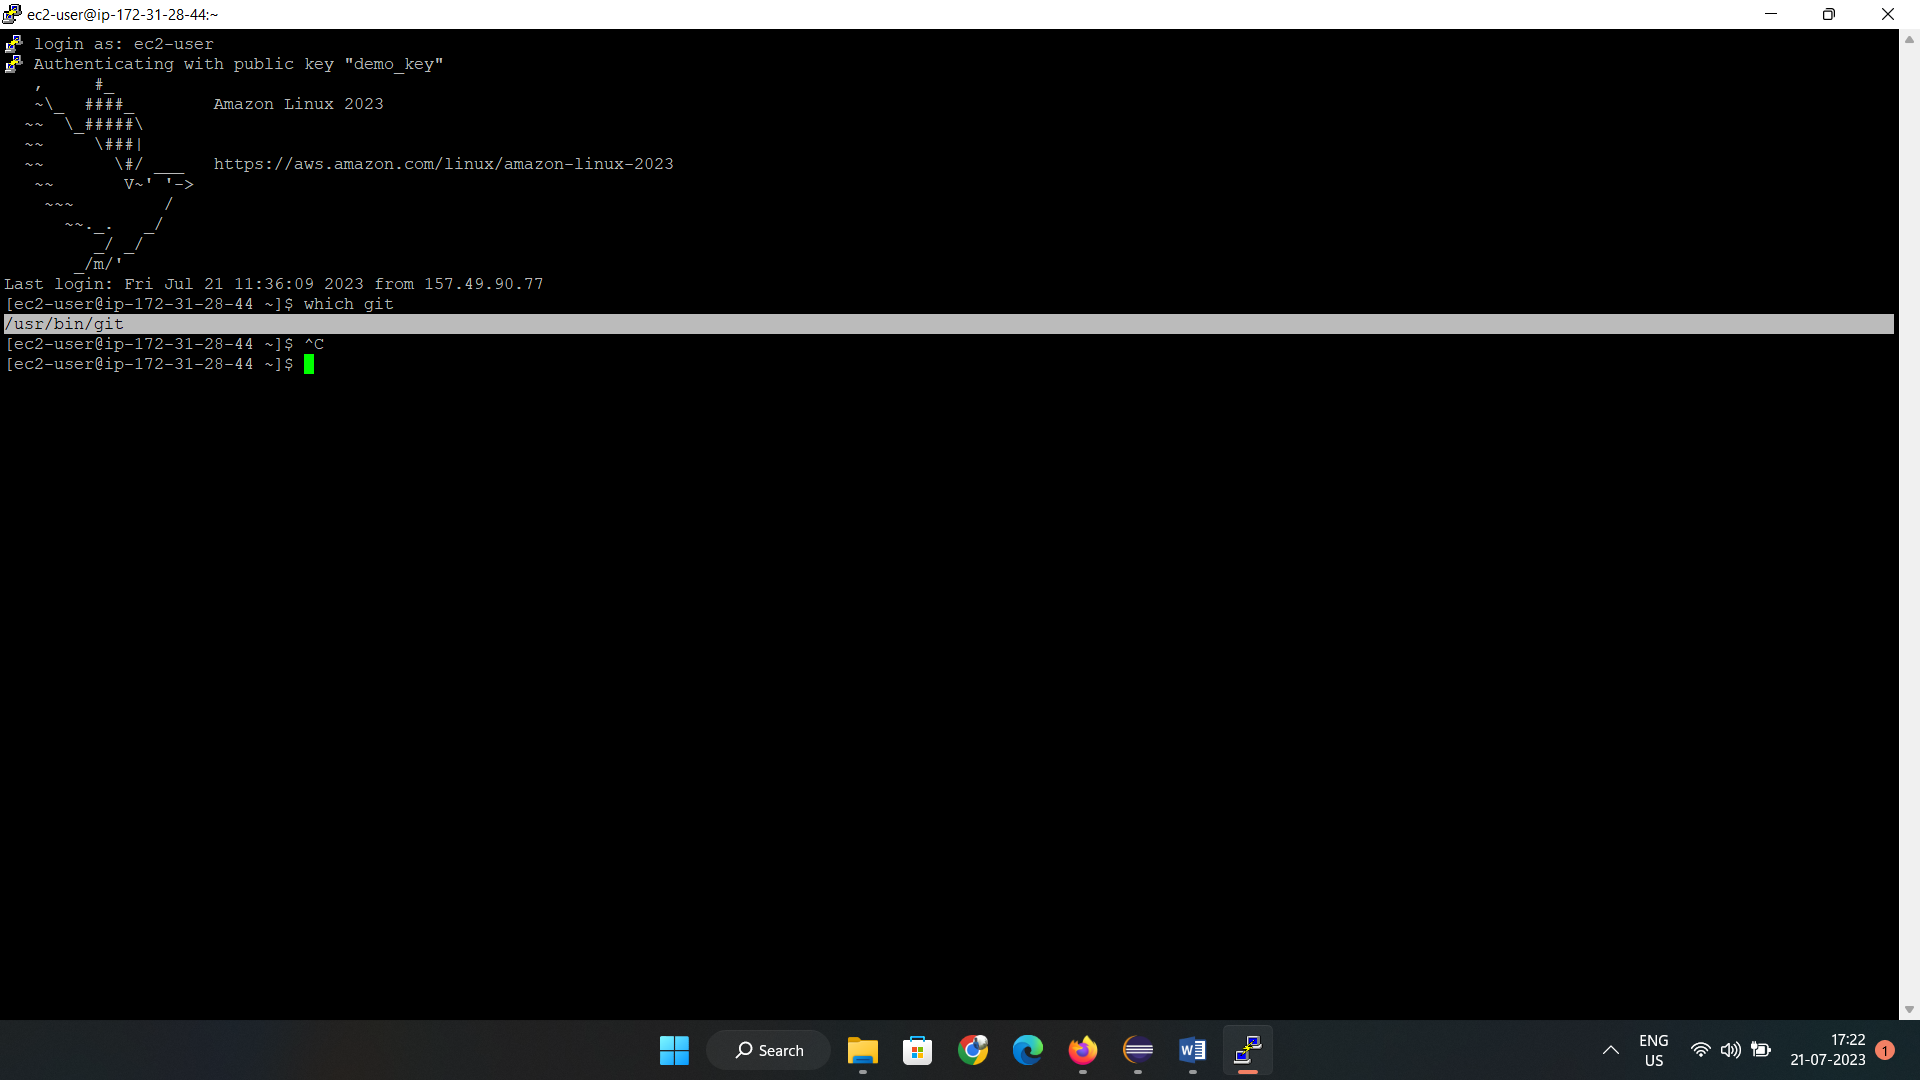 ec2-user@ip-172-31-28-44:~
login as: ec2-user
Authenticating with public key "demo_key"
   ,     #_
   ~\_  ####_        Amazon Linux 2023
  ~~  \_#####\
  ~~     \###|
  ~~       \#/ ___   https://aws.amazon.com/linux/amazon-linux-2023
   ~~       V~' '->
    ~~~         /
      ~~._.   _/
         _/ _/
       _/m/'
Last login: Fri Jul 21 11:36:09 2023 from 157.49.90.77
[ec2-user@ip-172-31-28-44 ~]$ which git
/usr/bin/git
[ec2-user@ip-172-31-28-44 ~]$ ^C
[ec2-user@ip-172-31-28-44 ~]$
Search
ENG
US
17:22
21-07-2023
1